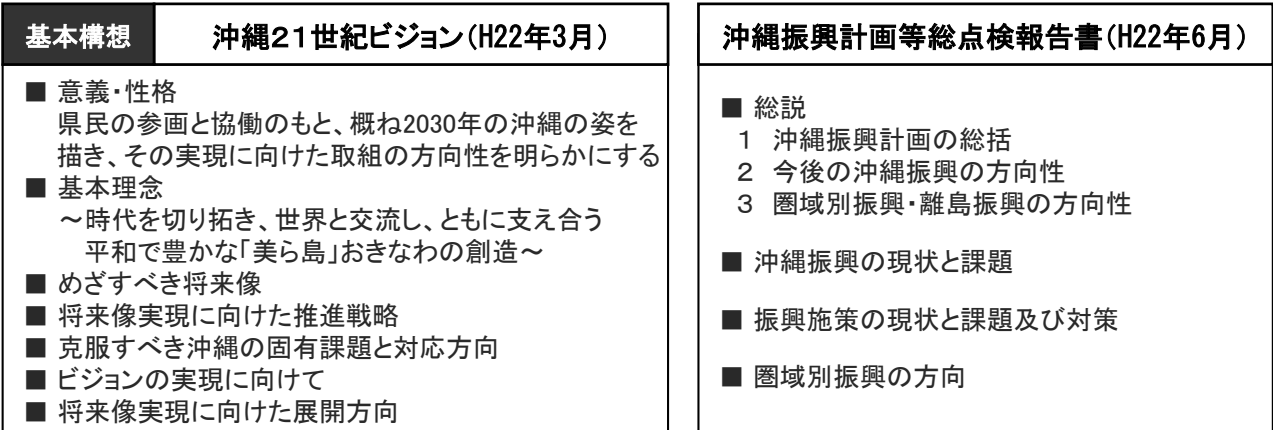 基本構想
沖縄２１世紀ビジョン（H22年3月）
■ 意義・性格
県民の参画と協働のもと、概ね2030年の沖縄の姿を
描き、その実現に向けた取組の方向性を明らかにする
■ 基本理念
～時代を切り拓き、世界と交流し、ともに支え合う
平和で豊かな「美ら島」おきなわの創造～
■ めざすべき将来像
■ 将来像実現に向けた推進戦略
■ 克服すべき沖縄の固有課題と対応方向
■ ビジョンの実現に向けて
■ 将来像実現に向けた展開方向
沖縄振興計画等総点検報告書（H22年6月）
■ 総説
１ 沖縄振興計画の総括
２ 今後の沖縄振興の方向性
３ 圏域別振興・離島振興の方向性
■ 沖縄振興の現状と課題
■ 振興施策の現状と課題及び対策
■ 圏域別振興の方向